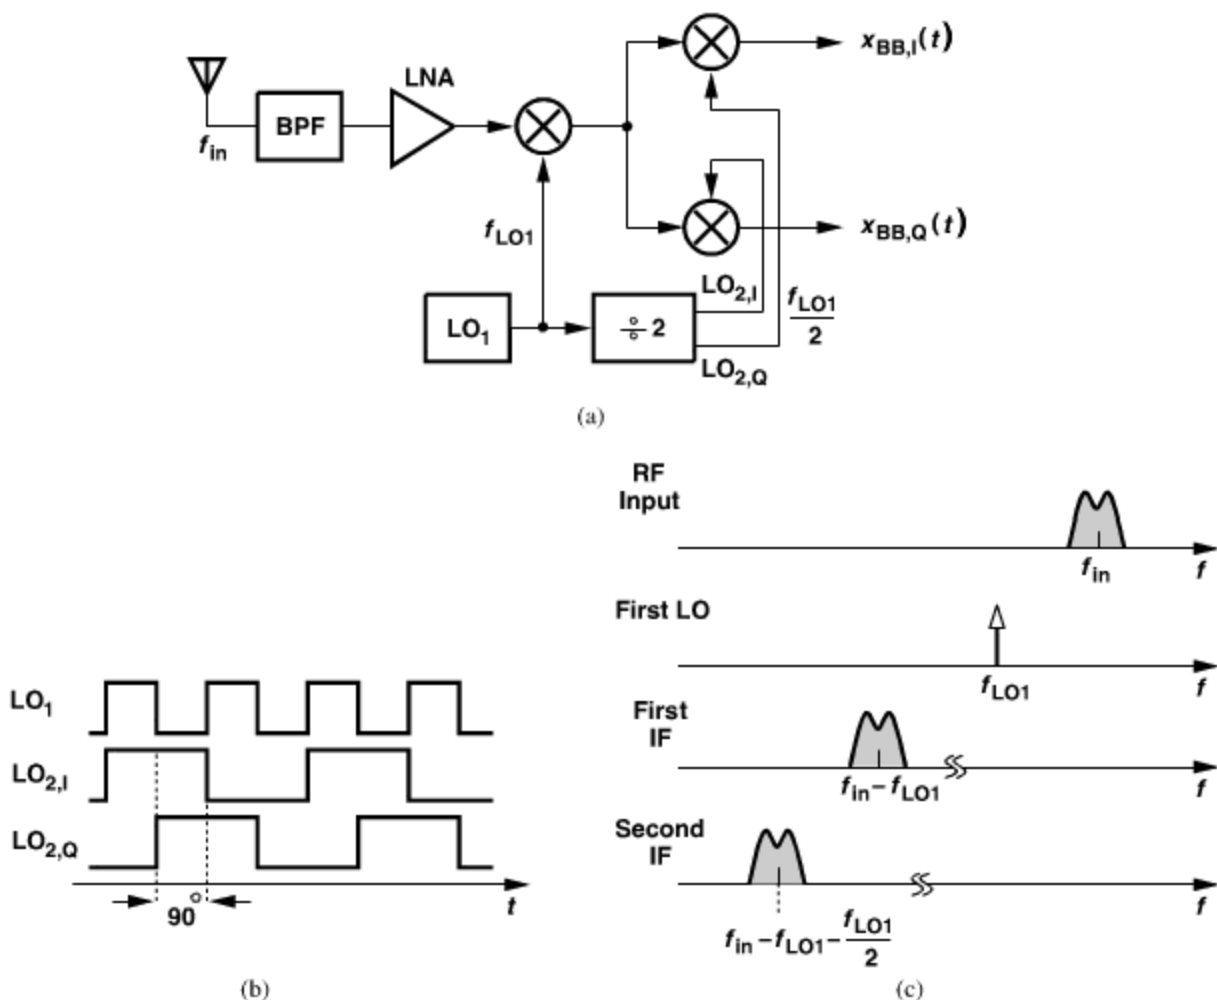 LNA
BPF
f_in
f_LO1
x_BB,I(t)
x_BB,Q(t)
LO_2,I
LO_1
÷2
f_LO1
2
LO_2,Q
(a)
RF
Input
f_in
f
First LO
f_LO1
f
First
IF
f_in − f_LO1
f
Second
IF
f
f_in − f_LO1 − f_LO1
2
(c)
LO_1
LO_2,I
LO_2,Q
90°
t
(b)